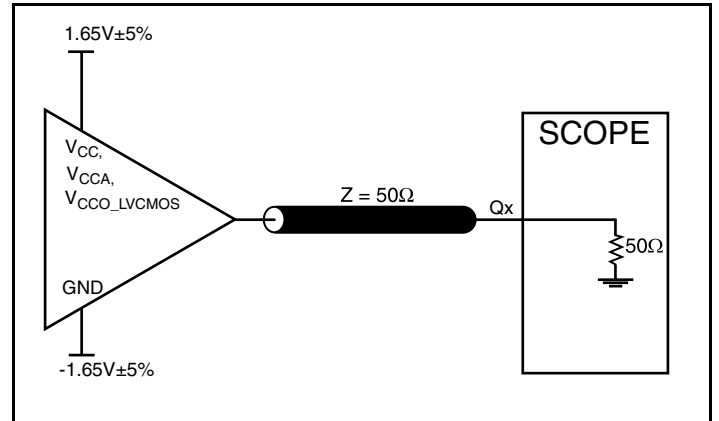 1.65V±5%
SCOPE
VCC,
VCCA,
VCCO_LVCMOS
Z = 50Ω
Qx
50Ω
GND
-1.65V±5%